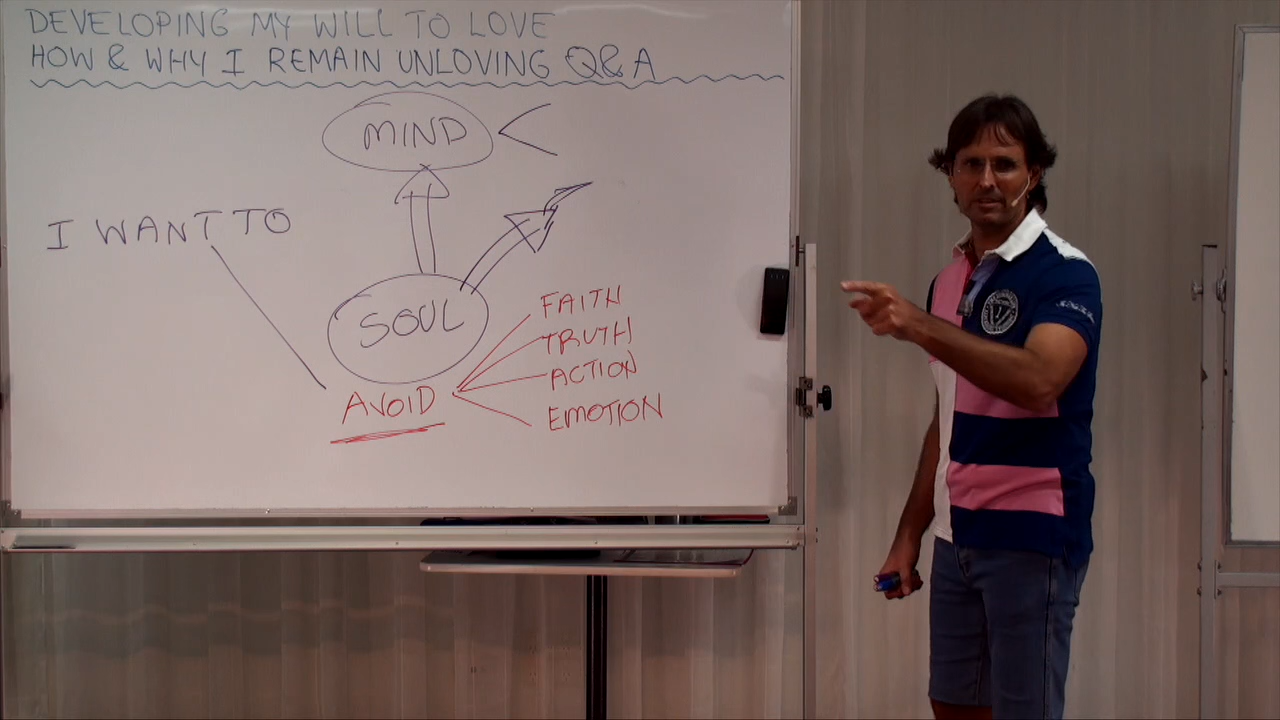 DEVELOPING MY WILL TO LOVE
HOW & WHY I REMAIN UNLOVING Q&A
MIND
I WANT TO
SOUL
FAITH
TRUTH
ACTION
AVOID
EMOTION